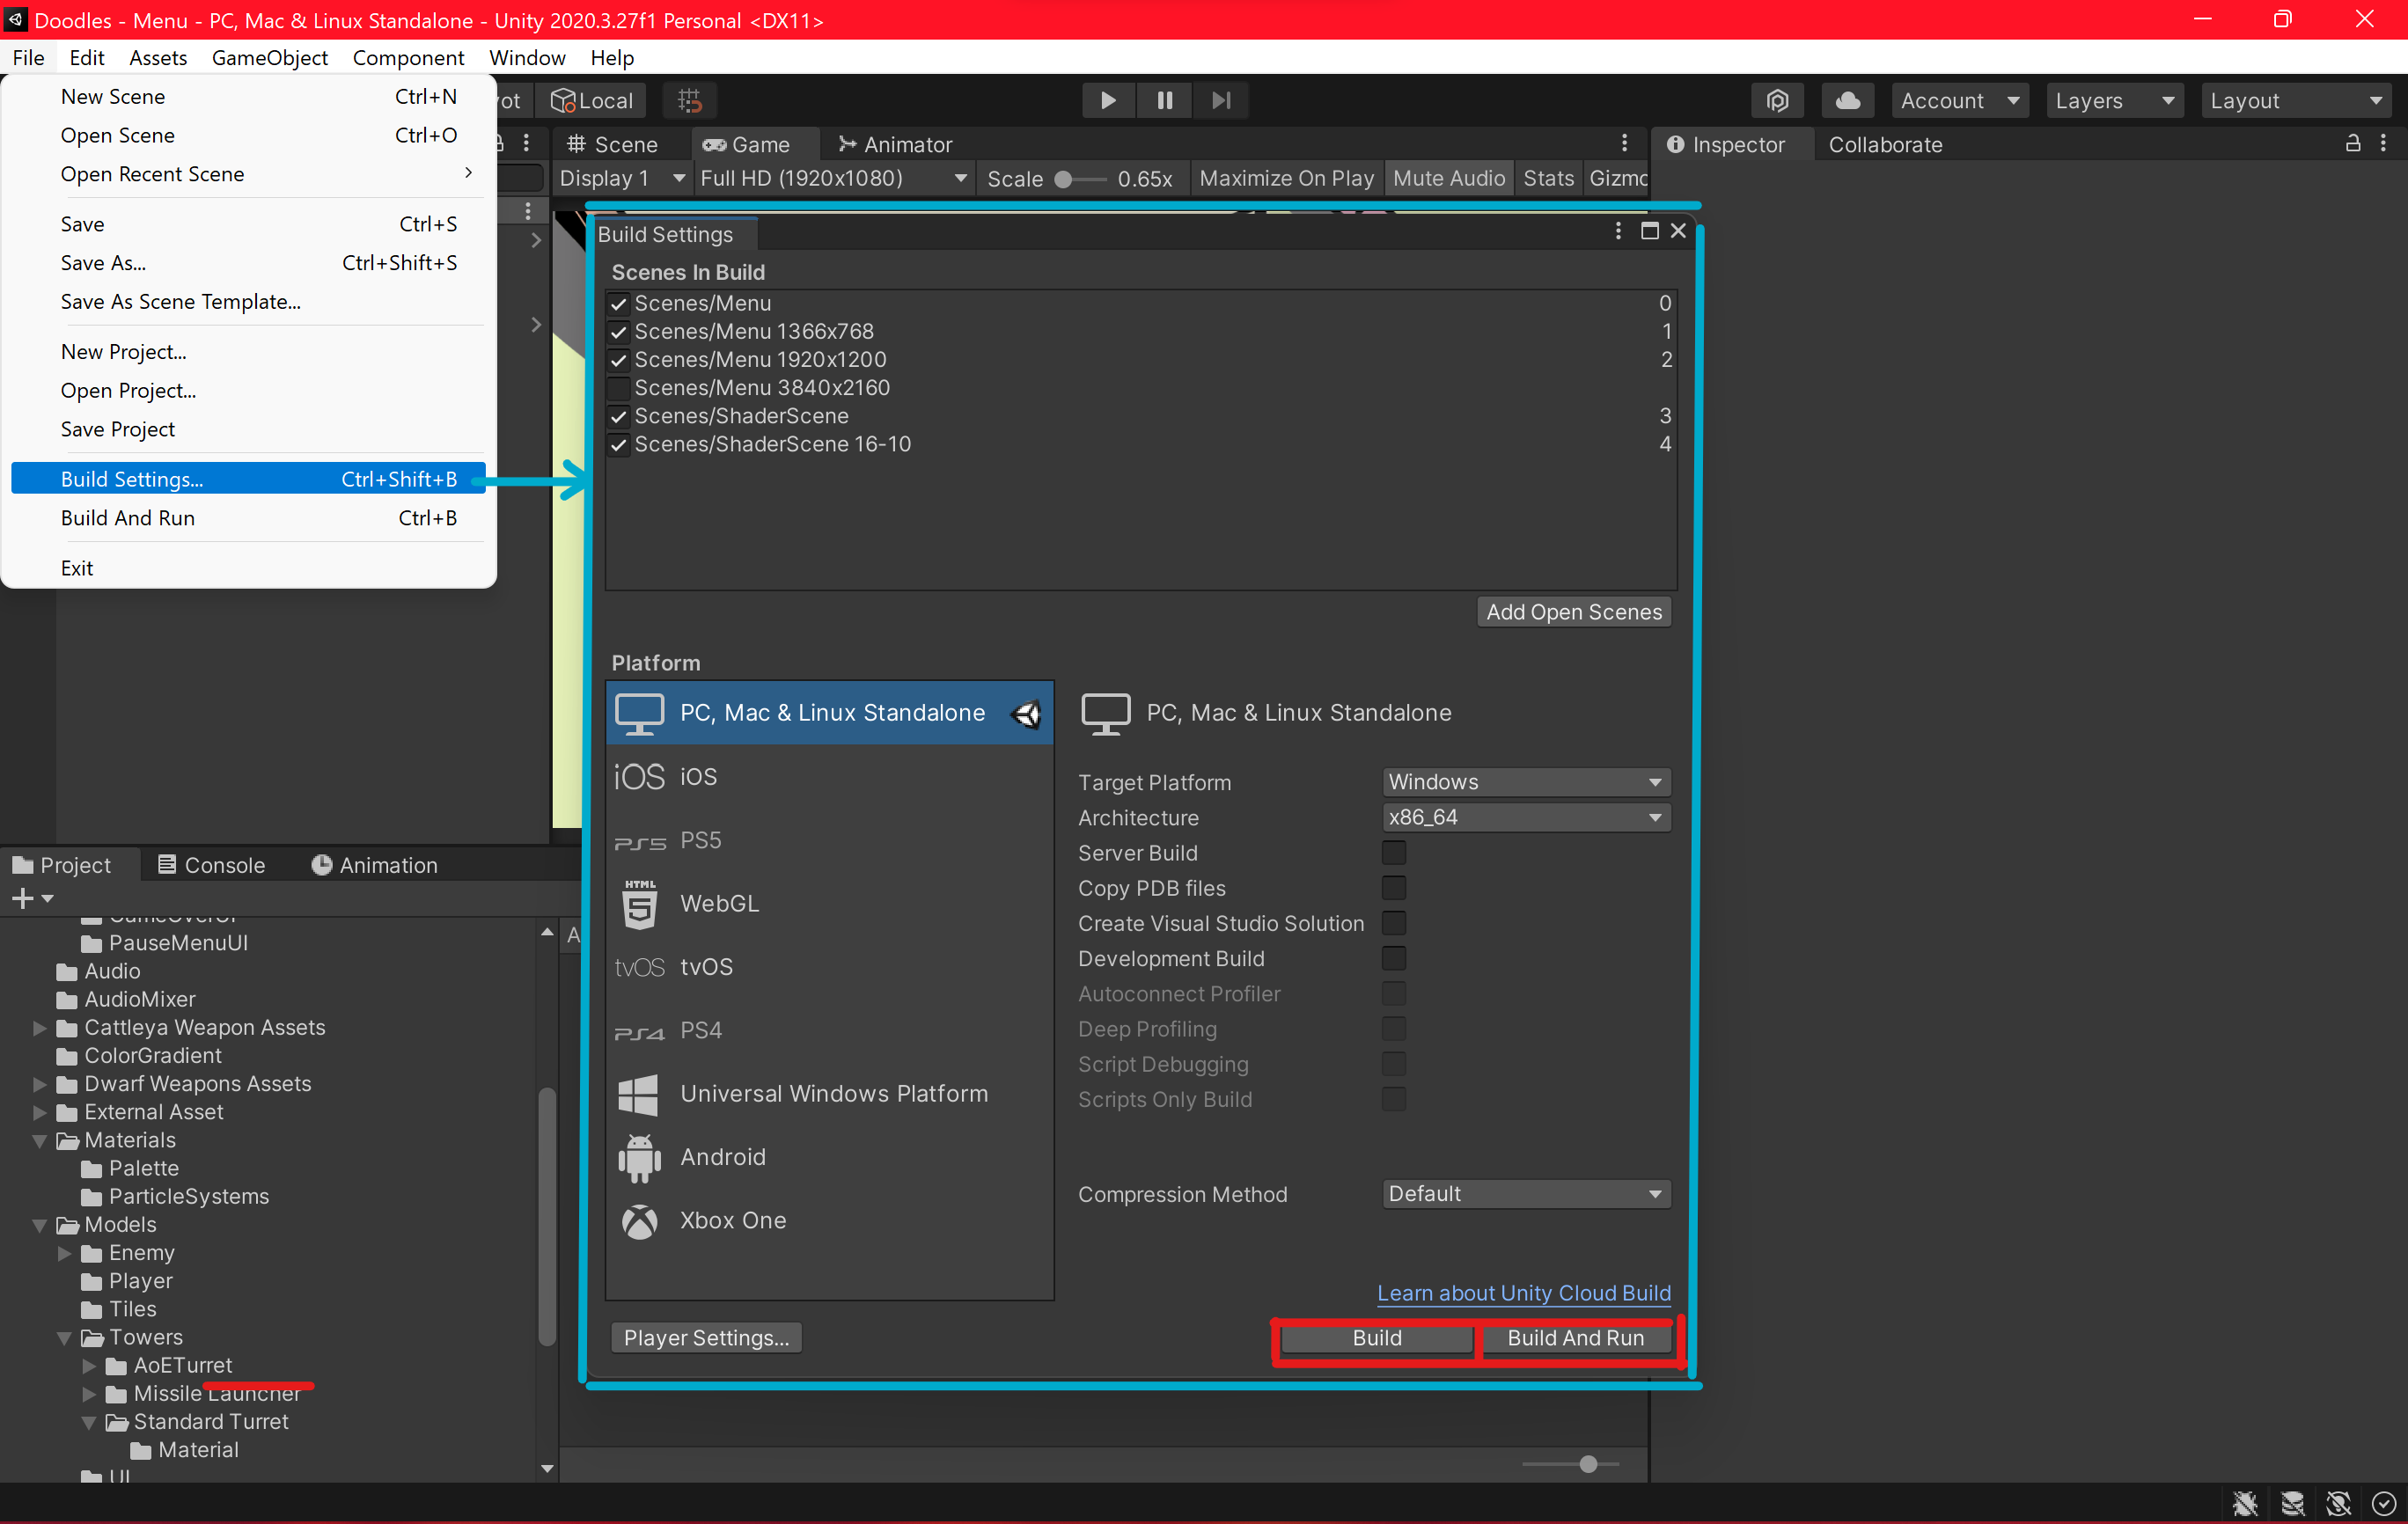 Doodles - Menu - PC, Mac & Linux Standalone - Unity 2020.3.27f1 Personal <DX11>
File Edit Assets GameObject Component Window Help
New Scene Ctrl+N
Open Scene Ctrl+O
Open Recent Scene
Save Ctrl+S
Save As... Ctrl+Shift+S
Save As Scene Template...
New Project...
Open Project...
Save Project
Build Settings... Ctrl+Shift+B
Build And Run Ctrl+B
Exit
Local
Account Layers Layout
Scene Game Animator
Inspector Collaborate
Display 1 Full HD (1920x1080) Scale 0.65x Maximize On Play Mute Audio Stats
Build Settings
Scenes In Build
Scenes/Menu 0
Scenes/Menu 1366x768 1
Scenes/Menu 1920x1200 2
Scenes/Menu 3840x2160
Scenes/ShaderScene 3
Scenes/ShaderScene 16-10 4
Add Open Scenes
Platform
PC, Mac & Linux Standalone
iOS iOS
PS5 PS5
HTML 5 WebGL
tvOS tvOS
PS4 PS4
Universal Windows Platform
Android
Xbox One
PC, Mac & Linux Standalone
Target Platform Windows
Architecture x86_64
Server Build
Copy PDB files
Create Visual Studio Solution
Development Build
Autoconnect Profiler
Deep Profiling
Script Debugging
Scripts Only Build
Compression Method Default
Learn about Unity Cloud Build
Player Settings... Build Build And Run
Project Console Animation
PauseMenuUI
Audio
AudioMixer
Cattleya Weapon Assets
ColorGradient
Dwarf Weapons Assets
External Asset
Materials
Palette
ParticleSystems
Models
Enemy
Player
Tiles
Towers
AoETurret
Missile Launcher
Standard Turret
Material
UI